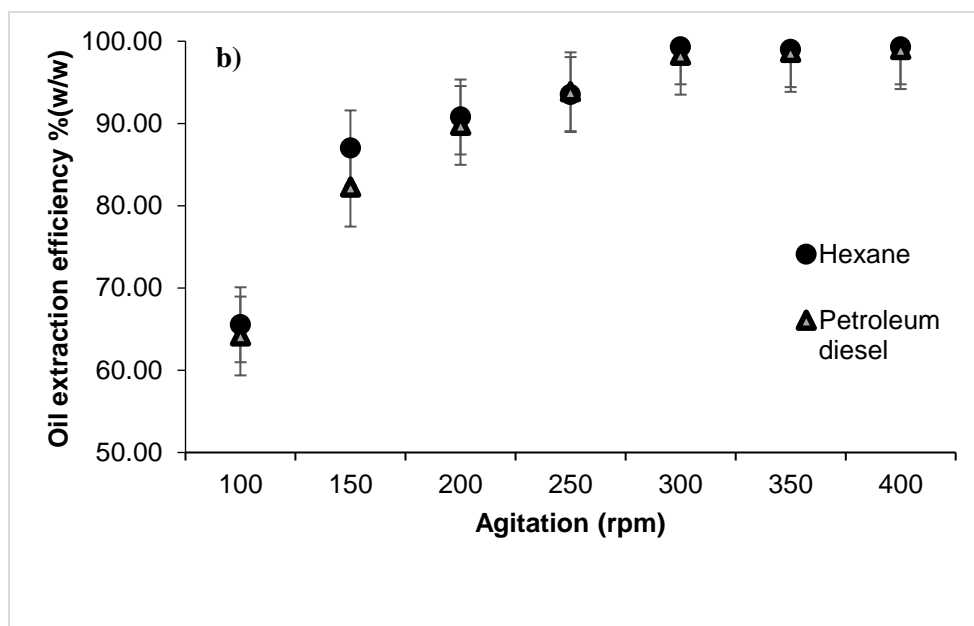 b)
Oil extraction efficiency %(w/w)
100.00
90.00
80.00
70.00
60.00
50.00
Hexane
Petroleum
diesel
100 150 200 250 300 350 400
Agitation (rpm)